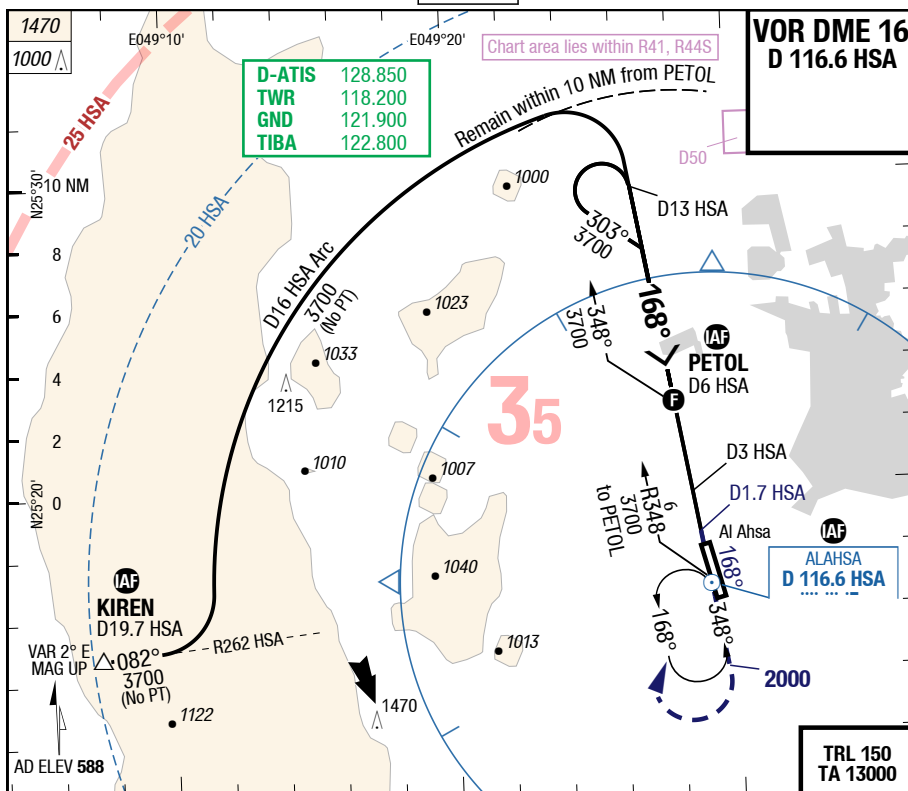 1470
1000
E049°10'
E049°20'
Chart area lies within R41, R44S
VOR DME 16
D 116.6 HSA
D-ATIS 128.850
TWR 118.200
GND 121.900
TIBA 122.800
25 HSA
Remain within 10 NM from PETOL
D50
N25°30'
10 NM
20 HSA
1000
D13 HSA
303°
3700
8
D16 HSA Arc
3700
(No PT)
1023
348°
3700
168°
6
IAF
PETOL
D6 HSA
1033
4
1215
35
F
2
1010
1007
D3 HSA
D1.7 HSA
N25°20'
0
6
R348
3700
to PETOL
Al Ahsa
IAF
ALAHSA
D 116.6 HSA
168°
1040
IAF
KIREN
D19.7 HSA
R262 HSA
1013
168°
348°
VAR 2° E
MAG UP
082°
3700
(No PT)
2000
1470
1122
AD ELEV 588
TRL 150
TA 13000